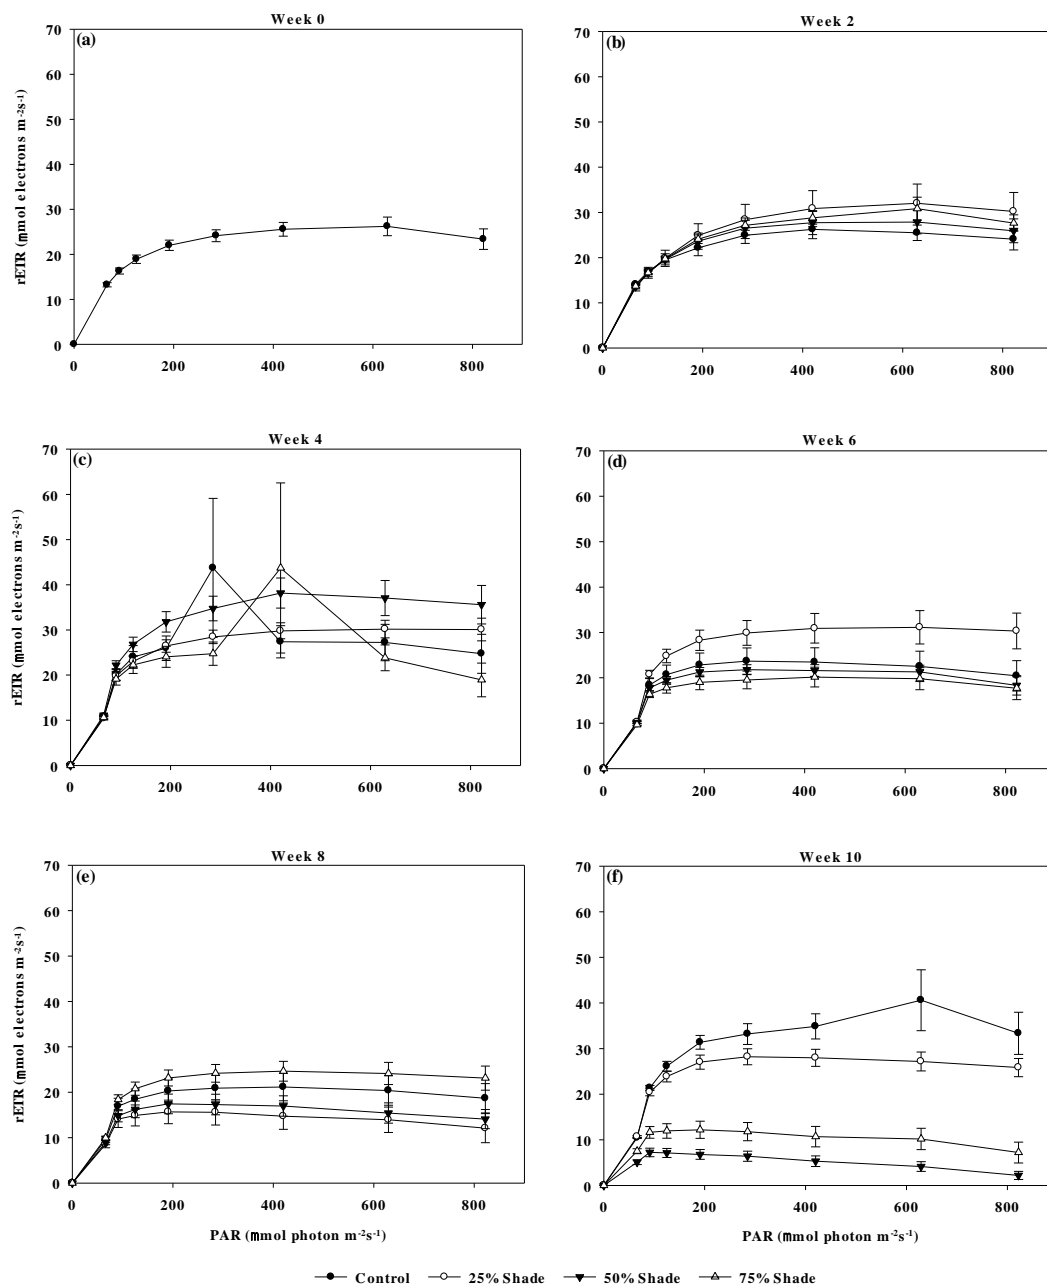 Week 0
(a)
70
60
50
40
30
20
10
0
0 200 400 600 800
rETR (mmol electrons m-2s-1)
Week 2
(b)
70
60
50
40
30
20
10
0
0 200 400 600 800
Week 4
(c)
70
60
50
40
30
20
10
0
0 200 400 600 800
rETR (mmol electrons m-2s-1)
Week 6
(d)
70
60
50
40
30
20
10
0
0 200 400 600 800
Week 8
(e)
70
60
50
40
30
20
10
0
0 200 400 600 800
rETR (mmol electrons m-2s-1)
PAR (mmol photon m-2s-1)
Week 10
(f)
70
60
50
40
30
20
10
0
0 200 400 600 800
PAR (mmol photon m-2s-1)
Control 25% Shade 50% Shade 75% Shade